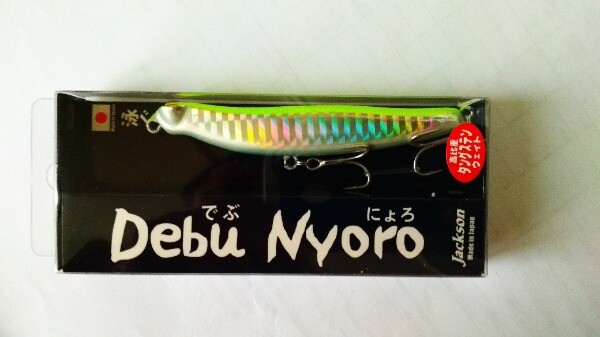 泳ぐ
高比重
タングステン
ウェイト
でぶ にょろ
Debu Nyoro
Jackson
Made in Japan